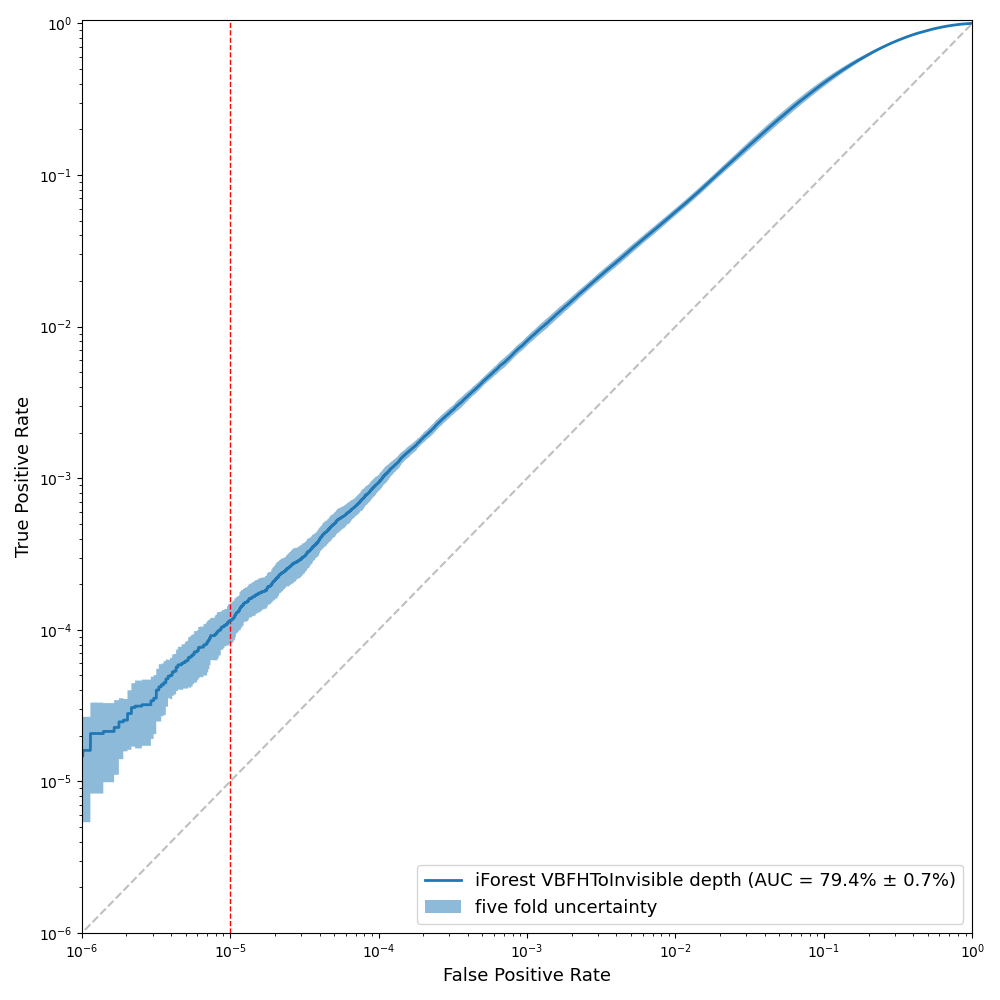 True Positive Rate
10⁰
10⁻¹
10⁻²
10⁻³
10⁻⁴
10⁻⁵
10⁻⁶
iForest VBFHToInvisible depth (AUC = 79.4% ± 0.7%)
five fold uncertainty
10⁻⁶ 10⁻⁵ 10⁻⁴ 10⁻³ 10⁻² 10⁻¹ 10⁰
False Positive Rate